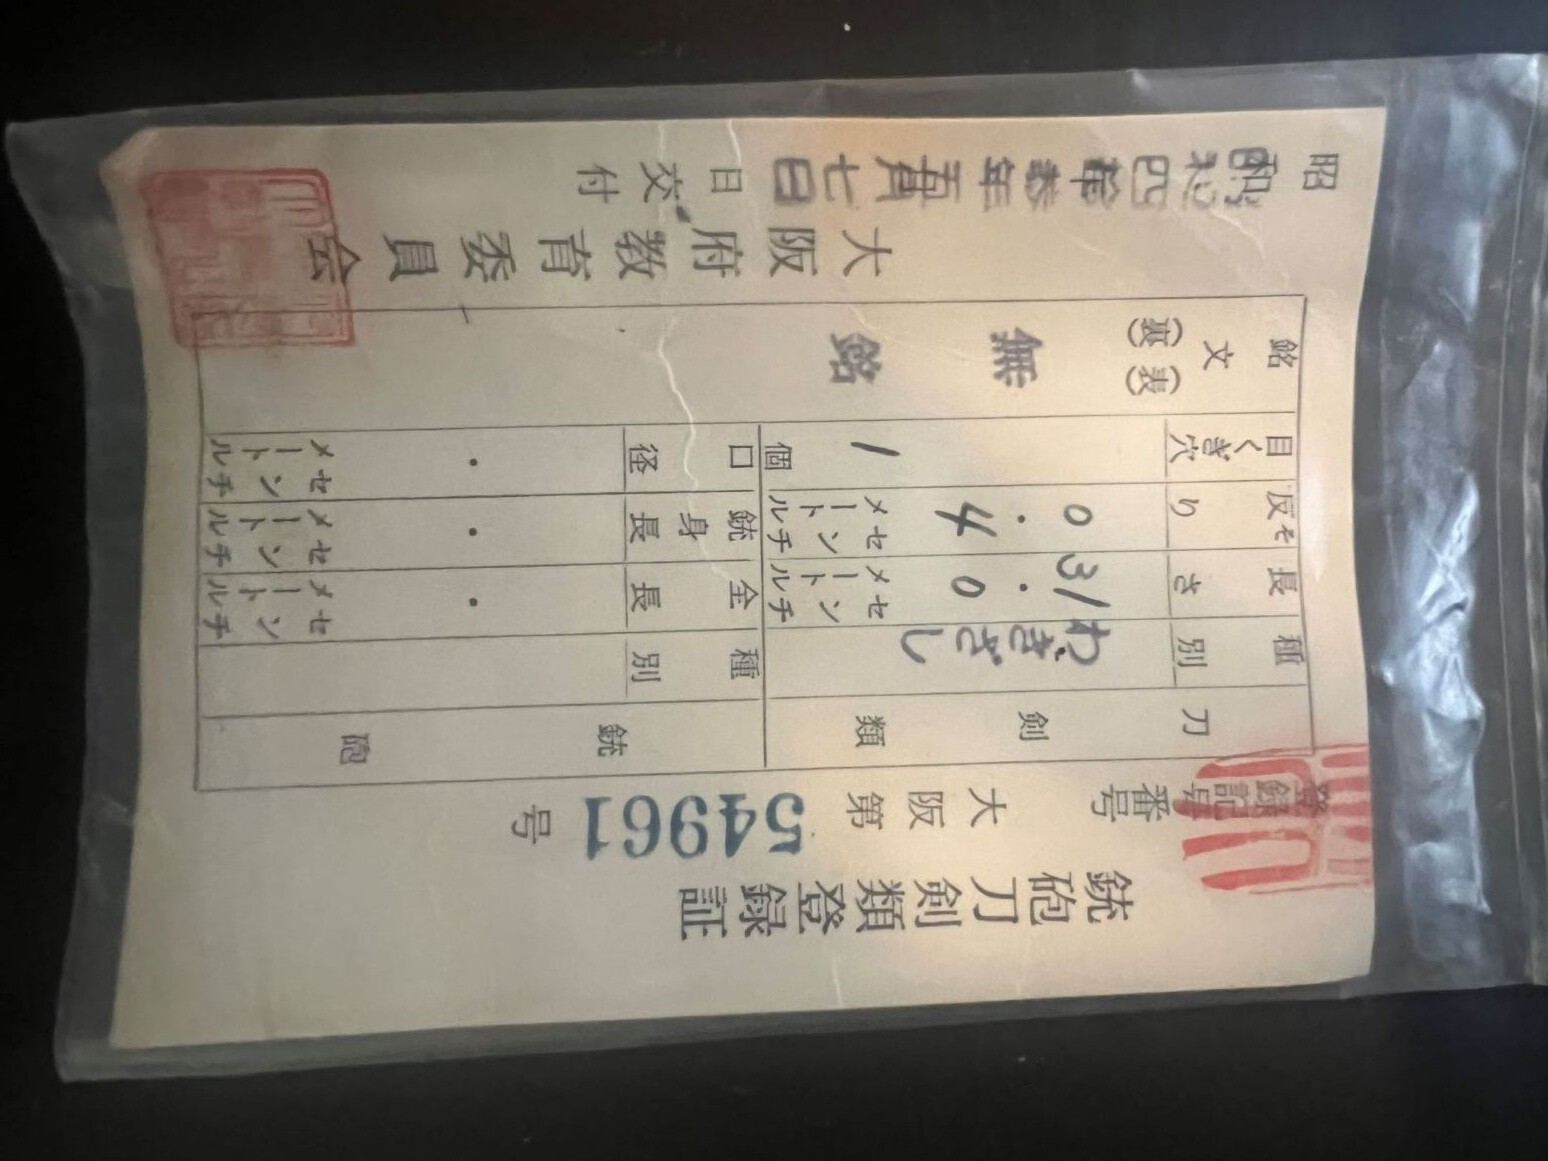 銃砲刀剣類登録証
登録記号番号 大阪第54961号
刀剣類
種別 わきざし
長さ 31.0 センチメートル
反り 0.4 センチメートル
目くぎ穴 1個
銘文 (表)(裏) 無銘
銃砲
種別
全長 ・ センチメートル
銃身長 ・ センチメートル
口径 ・ センチメートル
大阪府教育委員会
昭和四拾年五月七日交付